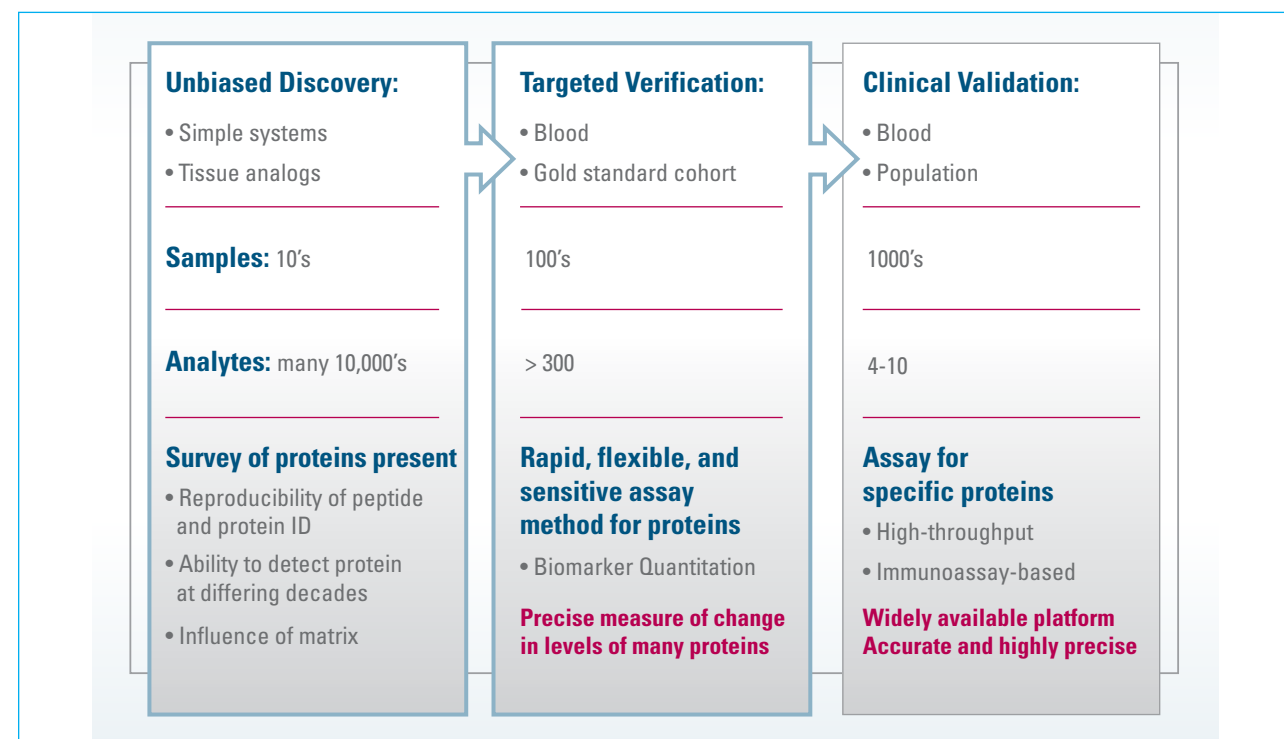 Unbiased Discovery:
• Simple systems
• Tissue analogs
Samples: 10’s
Analytes: many 10,000’s
Survey of proteins present
• Reproducibility of peptide
and protein ID
• Ability to detect protein
at differing decades
• Influence of matrix
Targeted Verification:
• Blood
• Gold standard cohort
100’s
> 300
Rapid, flexible, and
sensitive assay
method for proteins
• Biomarker Quantitation
Precise measure of change
in levels of many proteins
Clinical Validation:
• Blood
• Population
1000’s
4-10
Assay for
specific proteins
• High-throughput
• Immunoassay-based
Widely available platform
Accurate and highly precise